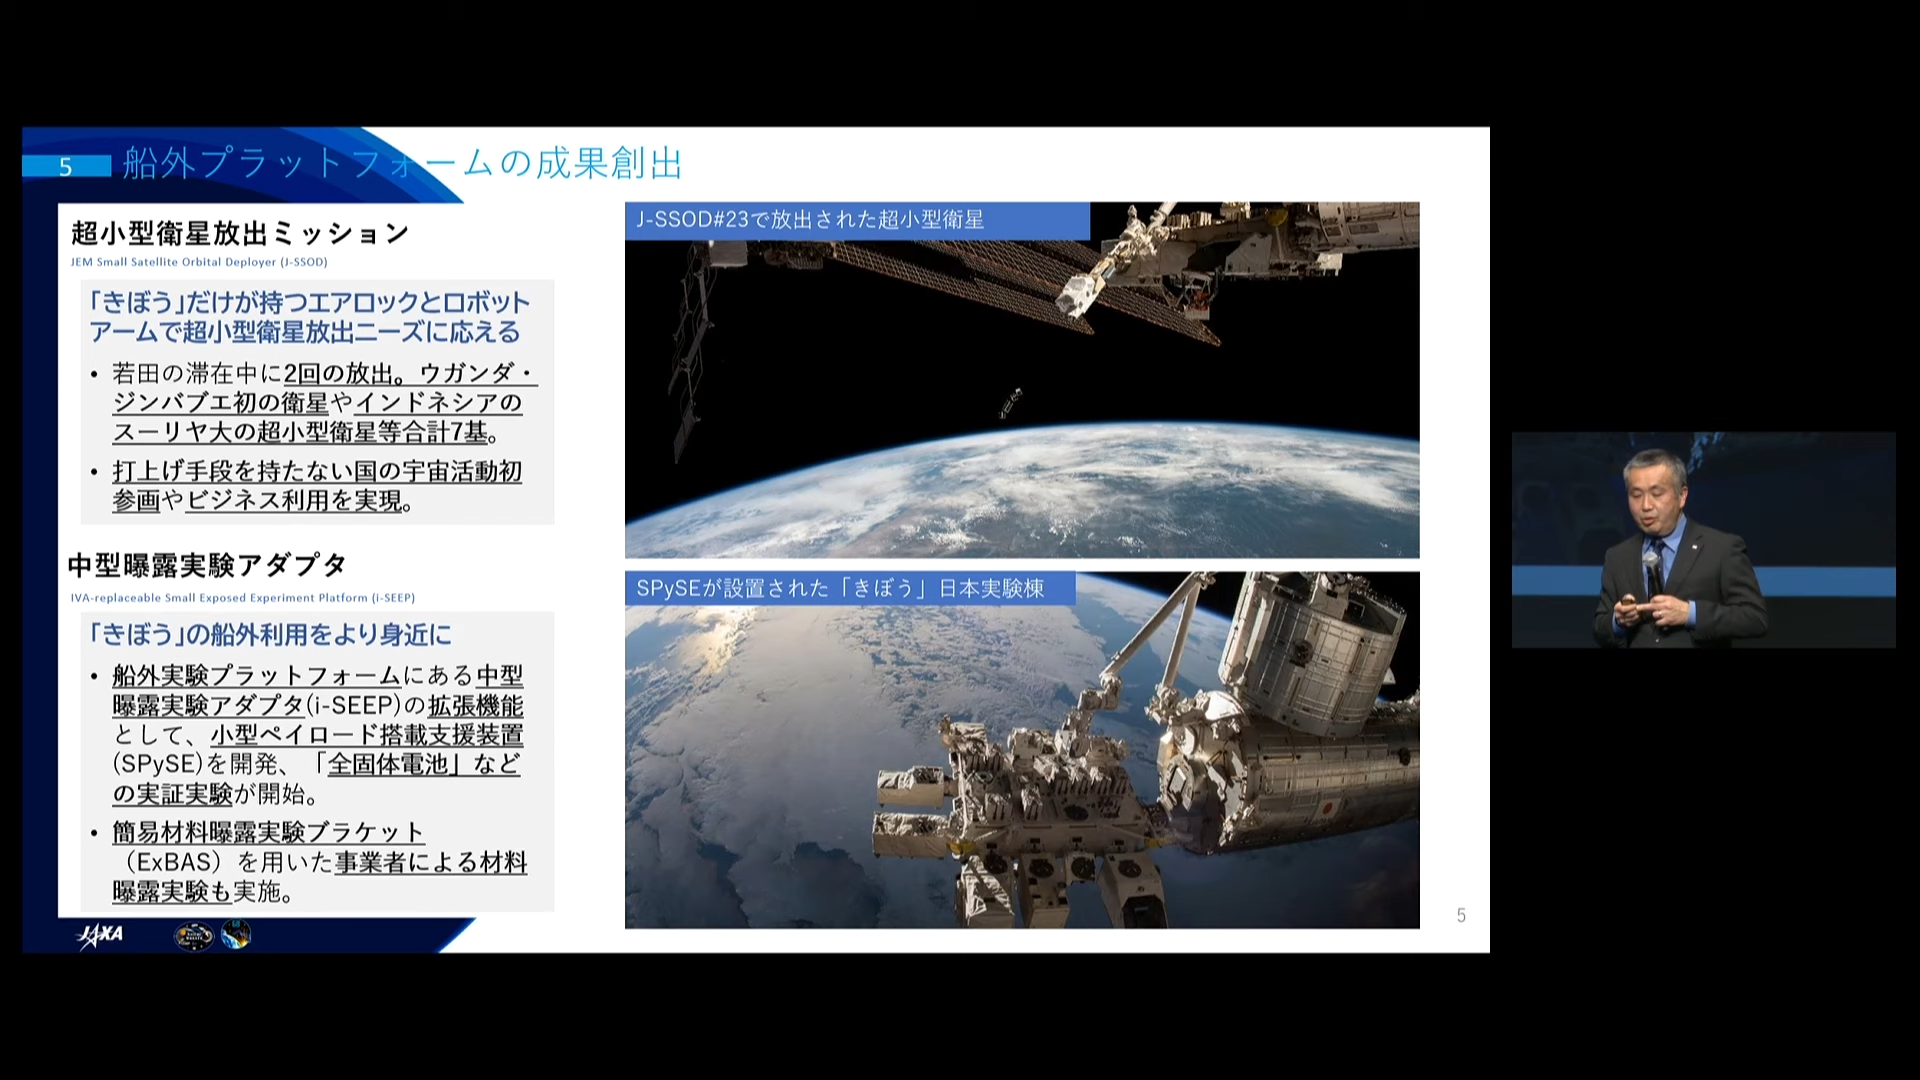 5
船外プラットフォームの成果創出
超小型衛星放出ミッション
JEM Small Satellite Orbital Deployer (J-SSOD)
「きぼう」だけが持つエアロックとロボット
アームで超小型衛星放出ニーズに応える
• 若田の滞在中に2回の放出。ウガンダ・
ジンバブエ初の衛星やインドネシアの
スーリヤ大の超小型衛星等合計7基。
• 打上げ手段を持たない国の宇宙活動初
参画やビジネス利用を実現。
中型曝露実験アダプタ
IVA-replaceable Small Exposed Experiment Platform (i-SEEP)
「きぼう」の船外利用をより身近に
• 船外実験プラットフォームにある中型
曝露実験アダプタ(i-SEEP)の拡張機能
として、小型ペイロード搭載支援装置
(SPySE)を開発、「全固体電池」など
の実証実験が開始。
• 簡易材料曝露実験ブラケット
（ExBAS）を用いた事業者による材料
曝露実験も実施。
JAXA
J-SSOD#23で放出された超小型衛星
SPySEが設置された「きぼう」日本実験棟
5